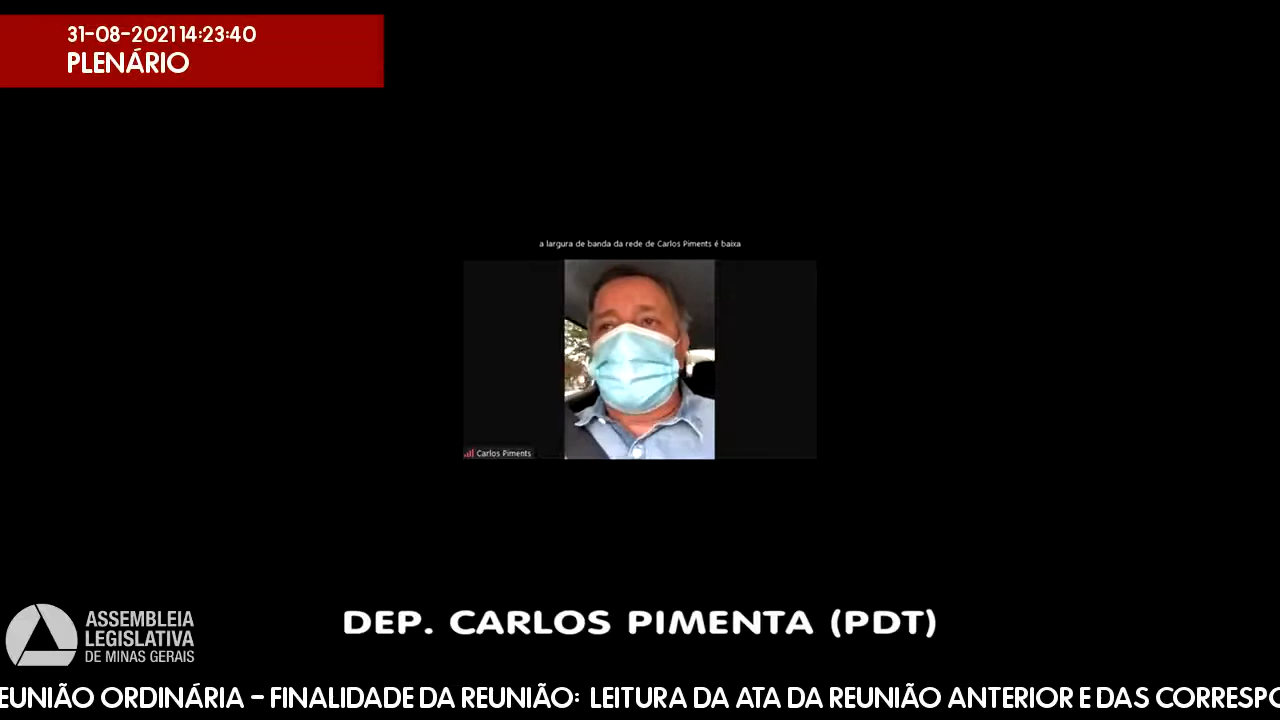 31-08-2021 14:23:40
PLENÁRIO
a largura de banda da rede de Carlos Piments é baixa
Carlos Piments
ASSEMBLEIA
LEGISLATIVA
DE MINAS GERAIS
DEP. CARLOS PIMENTA (PDT)
EUNIÃO ORDINÁRIA - FINALIDADE DA REUNIÃO: LEITURA DA ATA DA REUNIÃO ANTERIOR E DAS CORRESPO